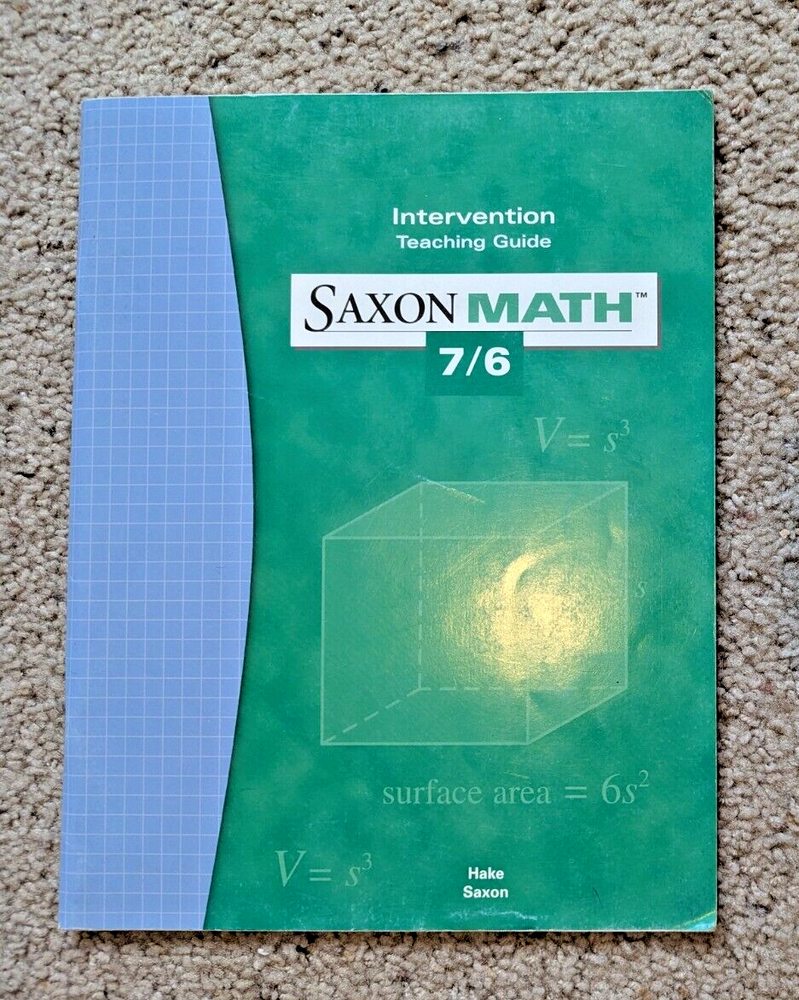 Intervention
Teaching Guide
SAXON MATH™
7/6
V = s³
s
surface area = 6s²
V = s³
Hake
Saxon